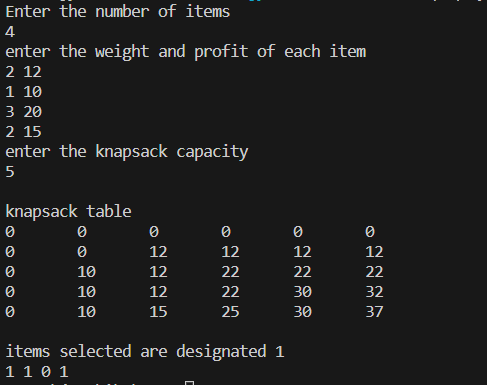 Enter the number of items
4
enter the weight and profit of each item
2 12
1 10
3 20
2 15
enter the knapsack capacity
5
knapsack table
0 0 0 0 0 0
0 0 12 12 12 12
0 10 12 22 22 22
0 10 12 22 30 32
0 10 15 25 30 37
items selected are designated 1
1 1 0 1